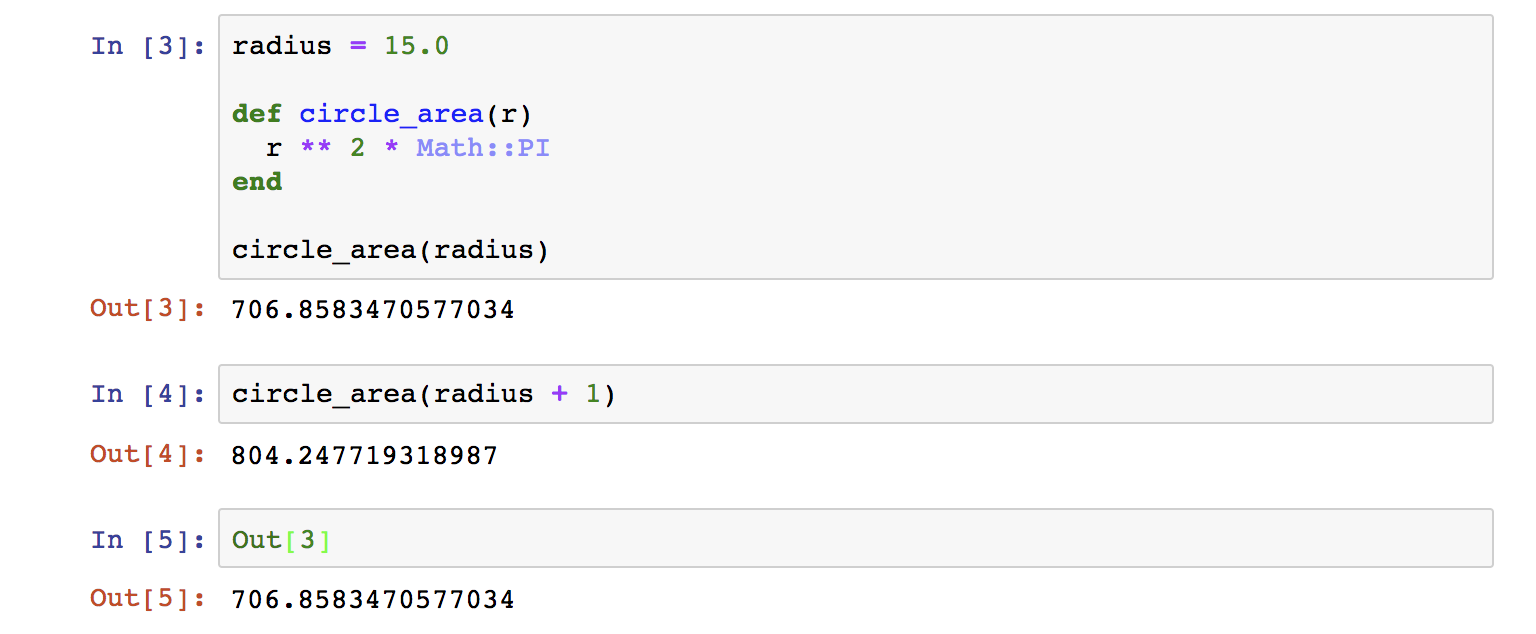 In [3]: radius = 15.0
def circle_area(r)
  r ** 2 * Math::PI
end
circle_area(radius)
Out[3]: 706.8583470577034
In [4]: circle_area(radius + 1)
Out[4]: 804.247719318987
In [5]: Out[3]
Out[5]: 706.8583470577034